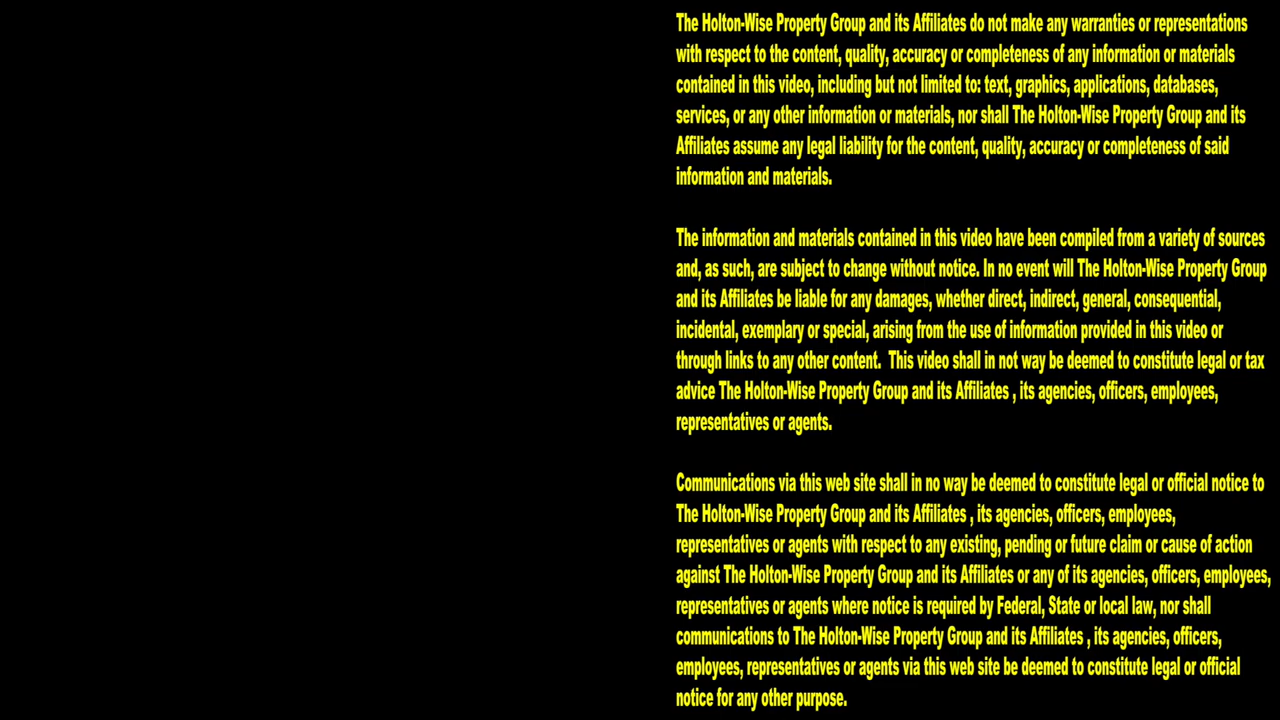 The Holton-Wise Property Group and its Affiliates do not make any warranties or representations
with respect to the content, quality, accuracy or completeness of any information or materials
contained in this video, including but not limited to: text, graphics, applications, databases,
services, or any other information or materials, nor shall The Holton-Wise Property Group and its
Affiliates assume any legal liability for the content, quality, accuracy or completeness of said
information and materials.
The information and materials contained in this video have been compiled from a variety of sources
and, as such, are subject to change without notice. In no event will The Holton-Wise Property Group
and its Affiliates be liable for any damages, whether direct, indirect, general, consequential,
incidental, exemplary or special, arising from the use of information provided in this video or
through links to any other content.  This video shall in not way be deemed to constitute legal or tax
advice The Holton-Wise Property Group and its Affiliates , its agencies, officers, employees,
representatives or agents.
Communications via this web site shall in no way be deemed to constitute legal or official notice to
The Holton-Wise Property Group and its Affiliates , its agencies, officers, employees,
representatives or agents with respect to any existing, pending or future claim or cause of action
against The Holton-Wise Property Group and its Affiliates or any of its agencies, officers, employees,
representatives or agents where notice is required by Federal, State or local law, nor shall
communications to The Holton-Wise Property Group and its Affiliates , its agencies, officers,
employees, representatives or agents via this web site be deemed to constitute legal or official
notice for any other purpose.